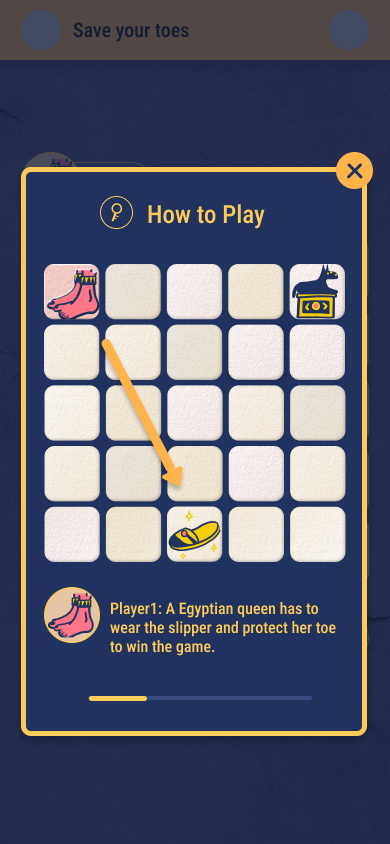 Save your toes
How to Play
Player1: A Egyptian queen has to
wear the slipper and protect her toe
to win the game.